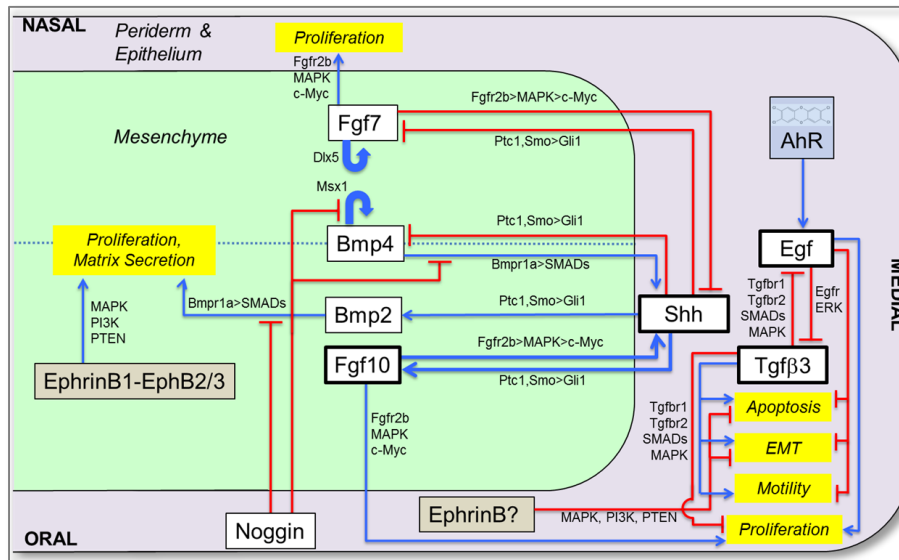 NASAL
Periderm &
Epithelium
Proliferation
Fgfr2b
MAPK
c-Myc
Fgfr2b>MAPK>c-Myc
Fgf7
Mesenchyme
Ptc1,Smo>Gli1
Dlx5
AhR
Msx1
Ptc1,Smo>Gli1
Proliferation,
Matrix Secretion
Bmp4
Egf
Bmpr1a>SMADs
MEDIAL
Tgfbr1
Tgfbr2
SMADs
MAPK
Egfr
ERK
MAPK
PI3K
PTEN
Bmpr1a>SMADs
Bmp2
Ptc1,Smo>Gli1
Shh
Fgfr2b>MAPK>c-Myc
EphrinB1-EphB2/3
Fgf10
Ptc1,Smo>Gli1
Tgfβ3
Fgfr2b
MAPK
c-Myc
Tgfbr1
Tgfbr2
SMADs
MAPK
Apoptosis
EMT
Motility
EphrinB?
MAPK, PI3K, PTEN
Proliferation
Noggin
ORAL